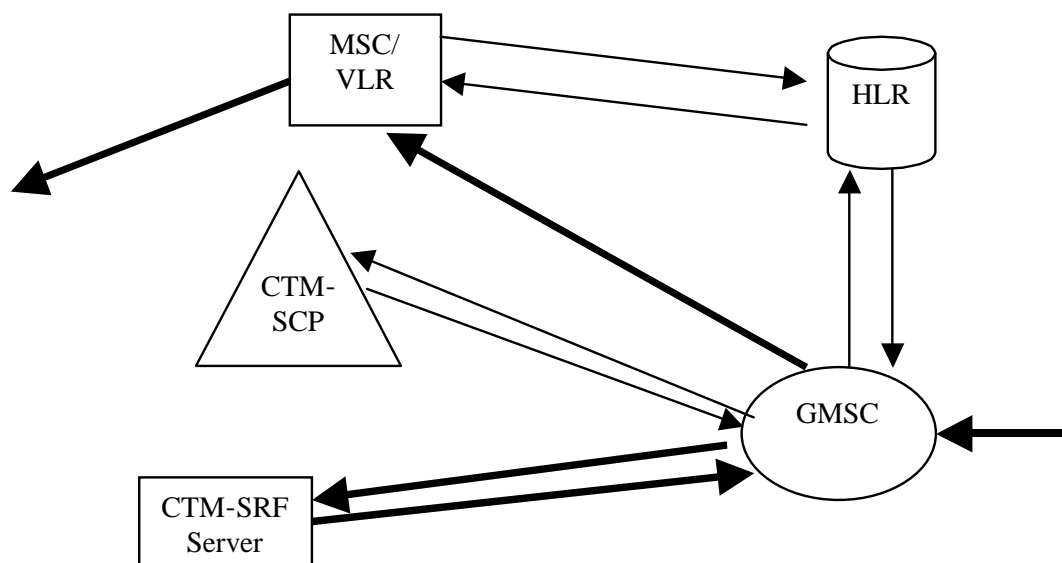 MSC/
VLR
HLR
CTM-
SCP
GMSC
CTM-SRF
Server